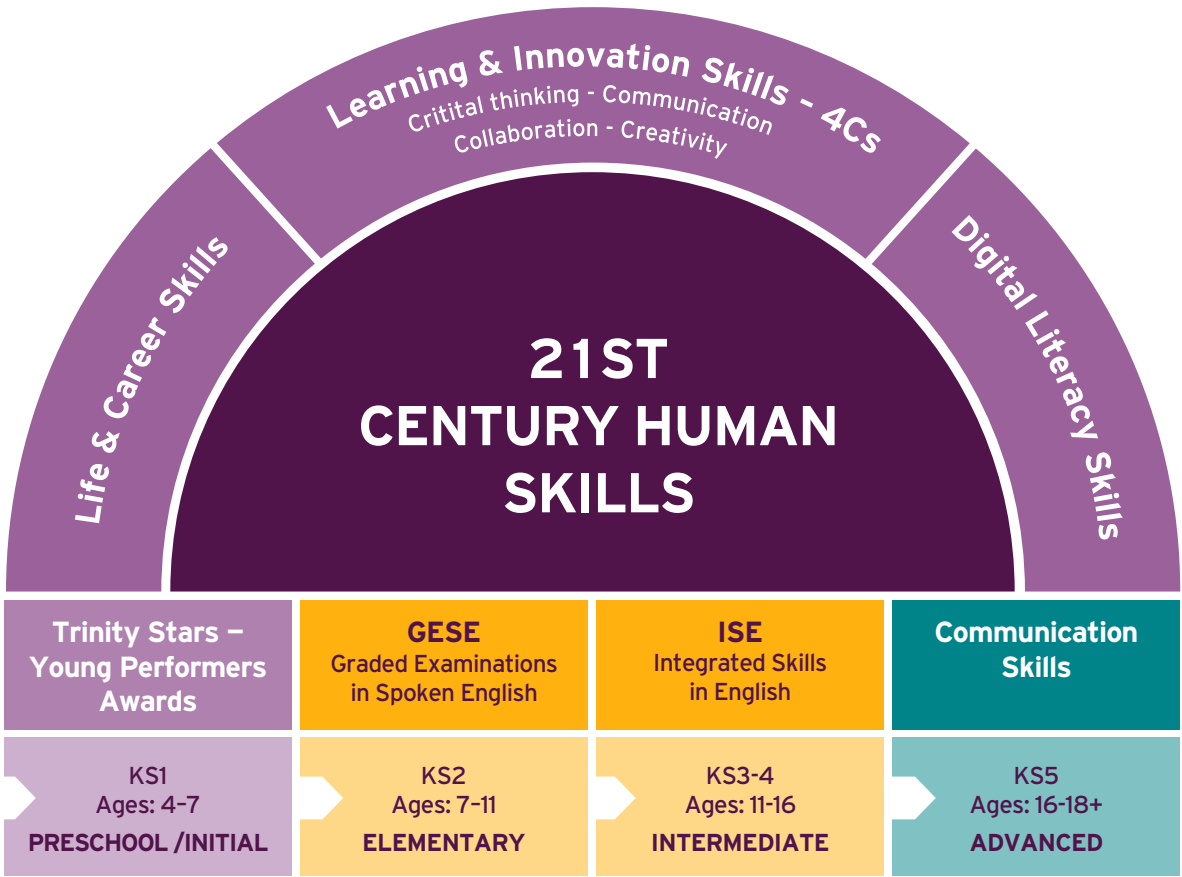 Learning & Innovation Skills - 4Cs
Critital thinking - Communication
Collaboration - Creativity
Life & Career Skills
Digital Literacy Skills
21ST
CENTURY HUMAN
SKILLS
Trinity Stars –
Young Performers
Awards
GESE
Graded Examinations
in Spoken English
ISE
Integrated Skills
in English
Communication
Skills
KS1
Ages: 4–7
PRESCHOOL /INITIAL
KS2
Ages: 7–11
ELEMENTARY
KS3-4
Ages: 11-16
INTERMEDIATE
KS5
Ages: 16-18+
ADVANCED